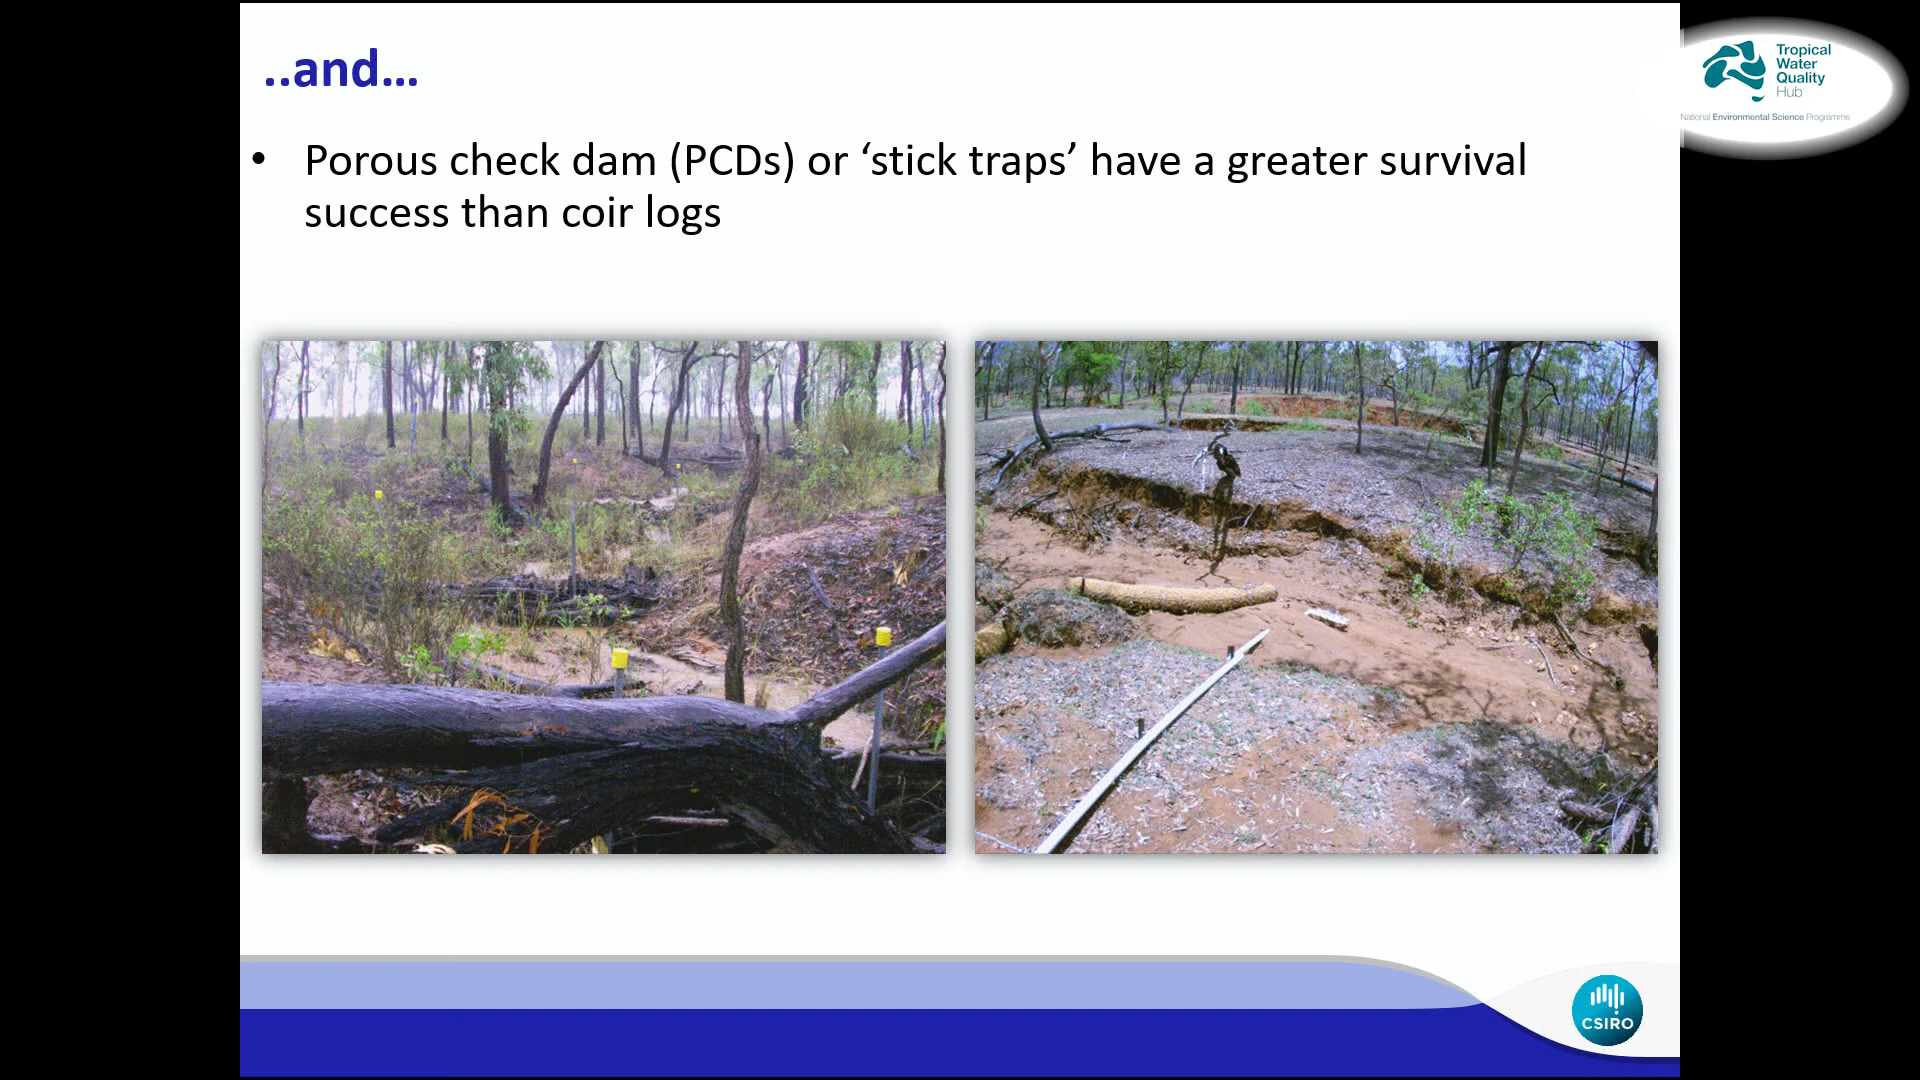 ..and...
• Porous check dam (PCDs) or ‘stick traps’ have a greater survival
success than coir logs
Tropical
Water
Quality
Hub
National Environmental Science Programme
CSIRO